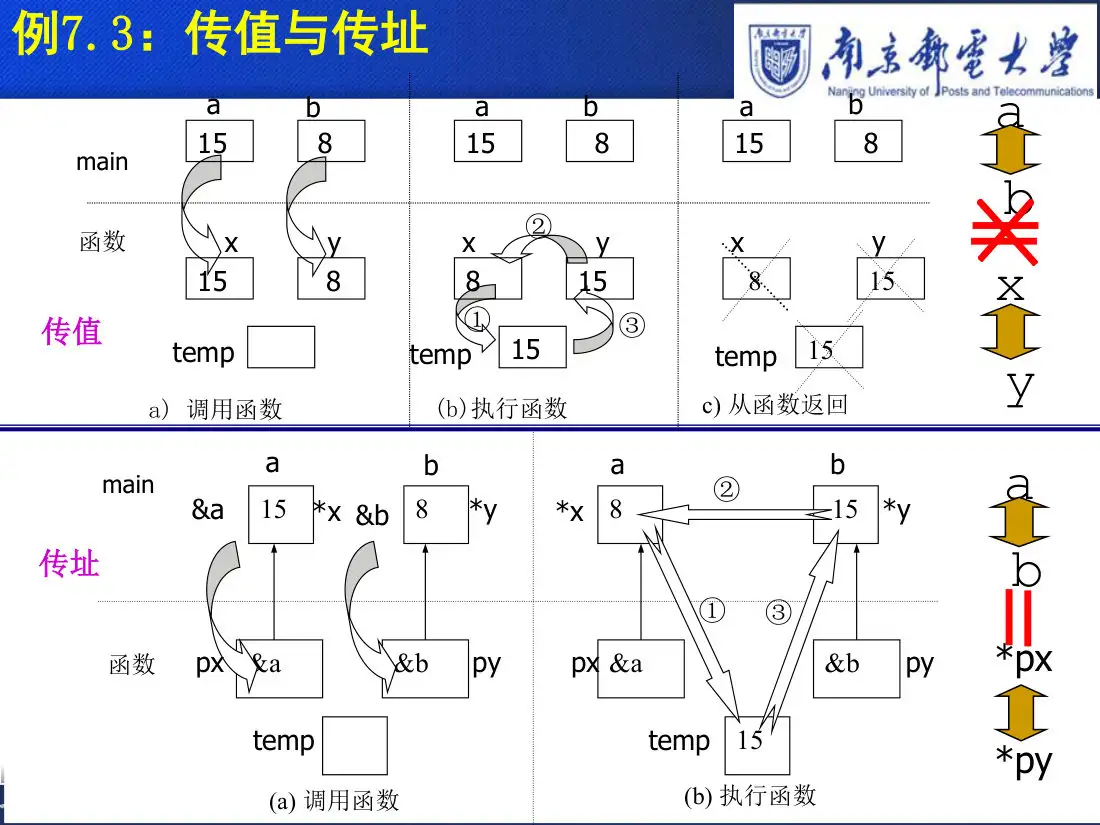 例7.3：传值与传址
南京郵電大學
Nanjing University of Posts and Telecommunications
a b a b a b a
15 8 15 8 15 8
main
b
函数 x y x ② y x y
15 8 8 15 8 15 x
传值 ① ③
temp temp 15 temp 15
y
a) 调用函数 (b)执行函数 c) 从函数返回
a b a b
main ② a
&a 15 *x &b 8 *y *x 8 15 *y
传址 b
① ③
函数 px &a &b py px &a &b py *px
temp temp 15
*py
(a) 调用函数 (b) 执行函数